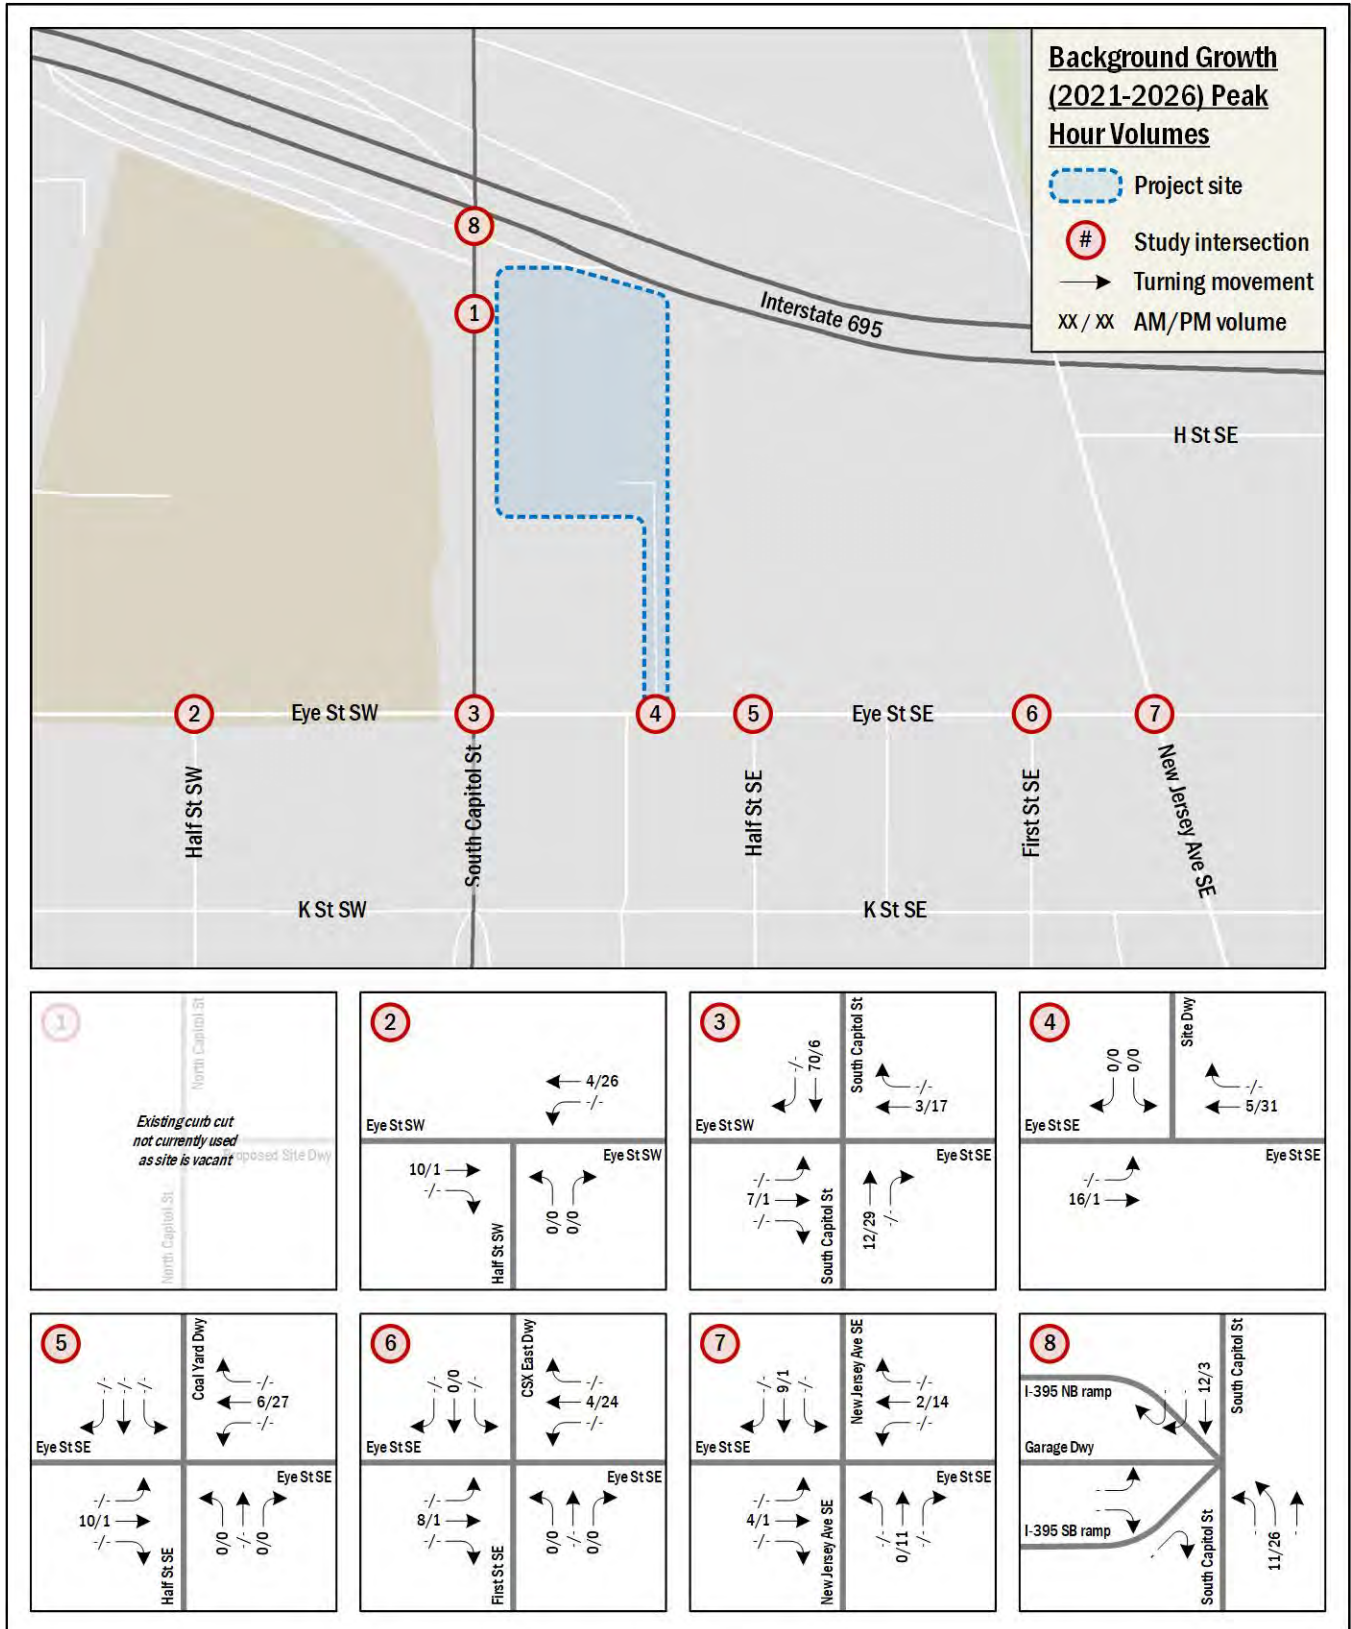 Background Growth
(2021-2026) Peak
Hour Volumes
Project site
# Study intersection
Turning movement
XX / XX AM/PM volume
8
1
Interstate 695
H St SE
2
Eye St SW
3
4
5
Eye St SE
6
7
Half St SW
South Capitol St
Half St SE
First St SE
New Jersey Ave SE
K St SW
K St SE
1
North Capitol St
Existing curb cut
not currently used
as site is vacant
Proposed Site Dwy
North Capitol St
2
4/26
-/-
Eye St SW
Eye St SW
10/1
-/-
0/0
0/0
Half St SW
3
-/-
70/6
South Capitol St
-/-
3/17
Eye St SW
Eye St SE
-/-
7/1
-/-
South Capitol St
12/29
-/-
4
0/0
0/0
Site Dwy
-/-
5/31
Eye St SE
Eye St SE
-/-
16/1
5
-/-
-/-
-/-
Coal Yard Dwy
-/-
6/27
-/-
Eye St SE
Eye St SE
-/-
10/1
-/-
Half St SE
0/0
-/-
0/0
6
-/-
0/0
-/-
CSX East Dwy
-/-
4/24
-/-
Eye St SE
Eye St SE
-/-
8/1
-/-
First St SE
0/0
-/-
0/0
7
-/-
9/1
-/-
New Jersey Ave SE
-/-
2/14
-/-
Eye St SE
Eye St SE
-/-
4/1
-/-
New Jersey Ave SE
-/-
0/11
-/-
8
-
-
12/3
South Capitol St
I-395 NB ramp
Garage Dwy
-
-
I-395 SB ramp
-
South Capitol St
-
11/26
-